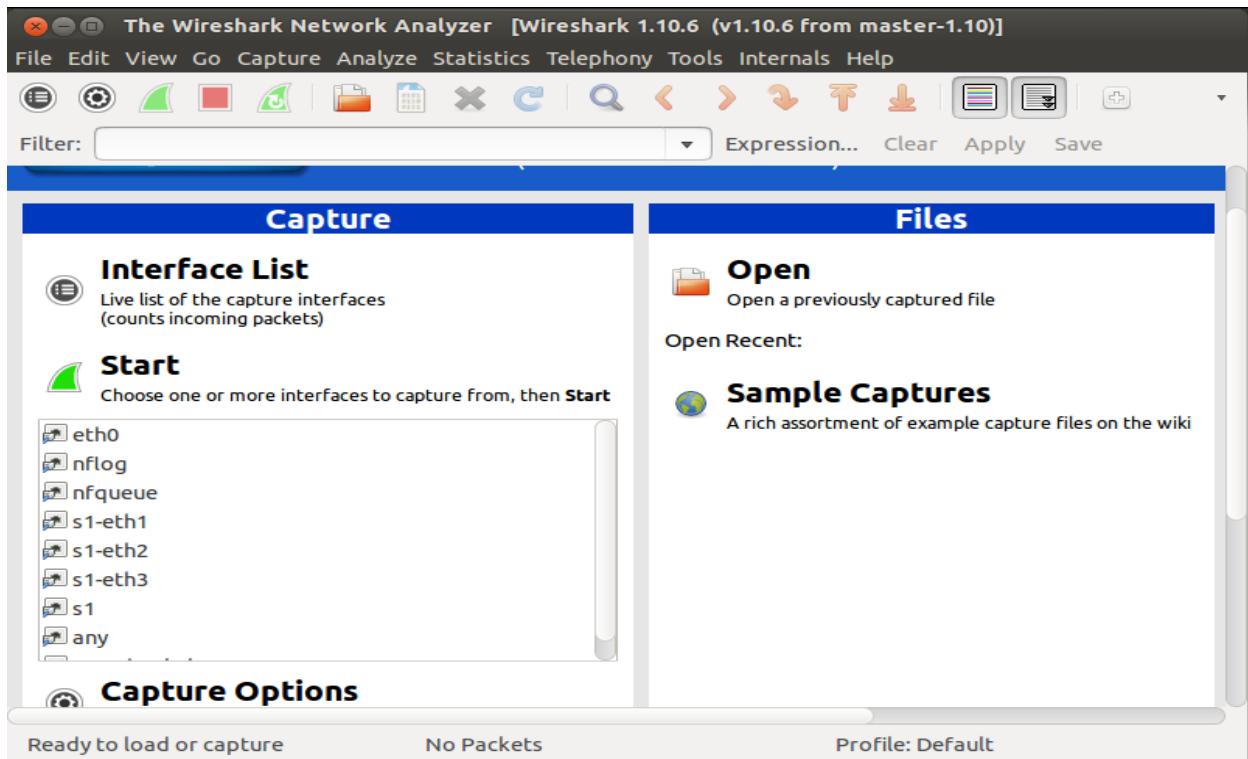 The Wireshark Network Analyzer [Wireshark 1.10.6 (v1.10.6 from master-1.10)]
File Edit View Go Capture Analyze Statistics Telephony Tools Internals Help
Filter: Expression... Clear Apply Save
Capture
Interface List
Live list of the capture interfaces
(counts incoming packets)
Start
Choose one or more interfaces to capture from, then Start
eth0
nflog
nfqueue
s1-eth1
s1-eth2
s1-eth3
s1
any
Capture Options
Files
Open
Open a previously captured file
Open Recent:
Sample Captures
A rich assortment of example capture files on the wiki
Ready to load or capture No Packets Profile: Default